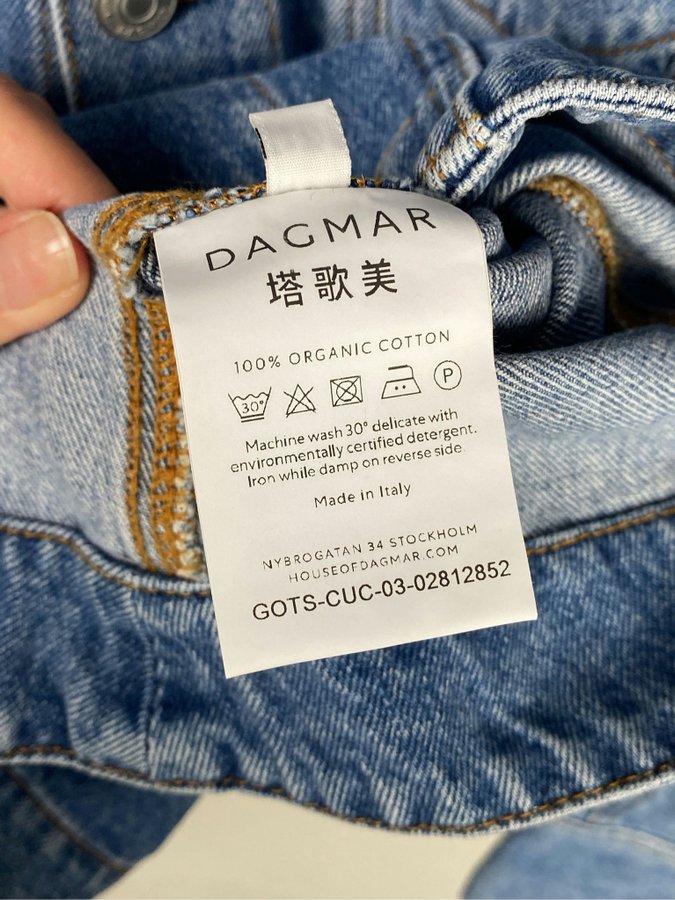 DAGMAR
塔歌美
100% ORGANIC COTTON
30° P
Machine wash 30° delicate with
environmentally certified detergent.
Iron while damp on reverse side.
Made in Italy
NYBROGATAN 34 STOCKHOLM
HOUSEOFDAGMAR.COM
GOTS-CUC-03-02812852